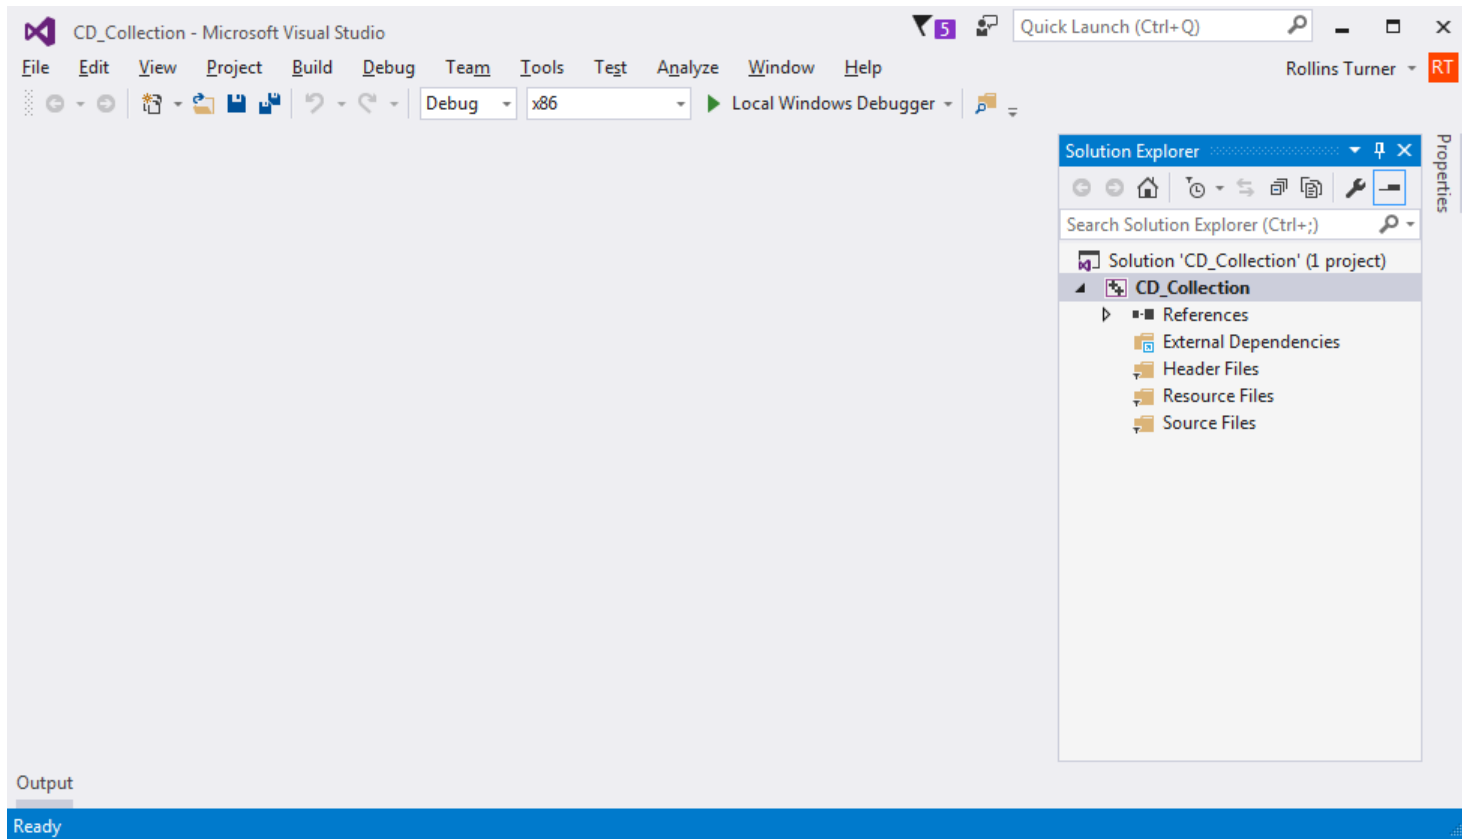 CD_Collection - Microsoft Visual Studio
5
Quick Launch (Ctrl+Q)
File Edit View Project Build Debug Team Tools Test Analyze Window Help
Rollins Turner
RT
Debug
x86
Local Windows Debugger
Solution Explorer
Search Solution Explorer (Ctrl+;)
Solution 'CD_Collection' (1 project)
CD_Collection
References
External Dependencies
Header Files
Resource Files
Source Files
Properties
Output
Ready